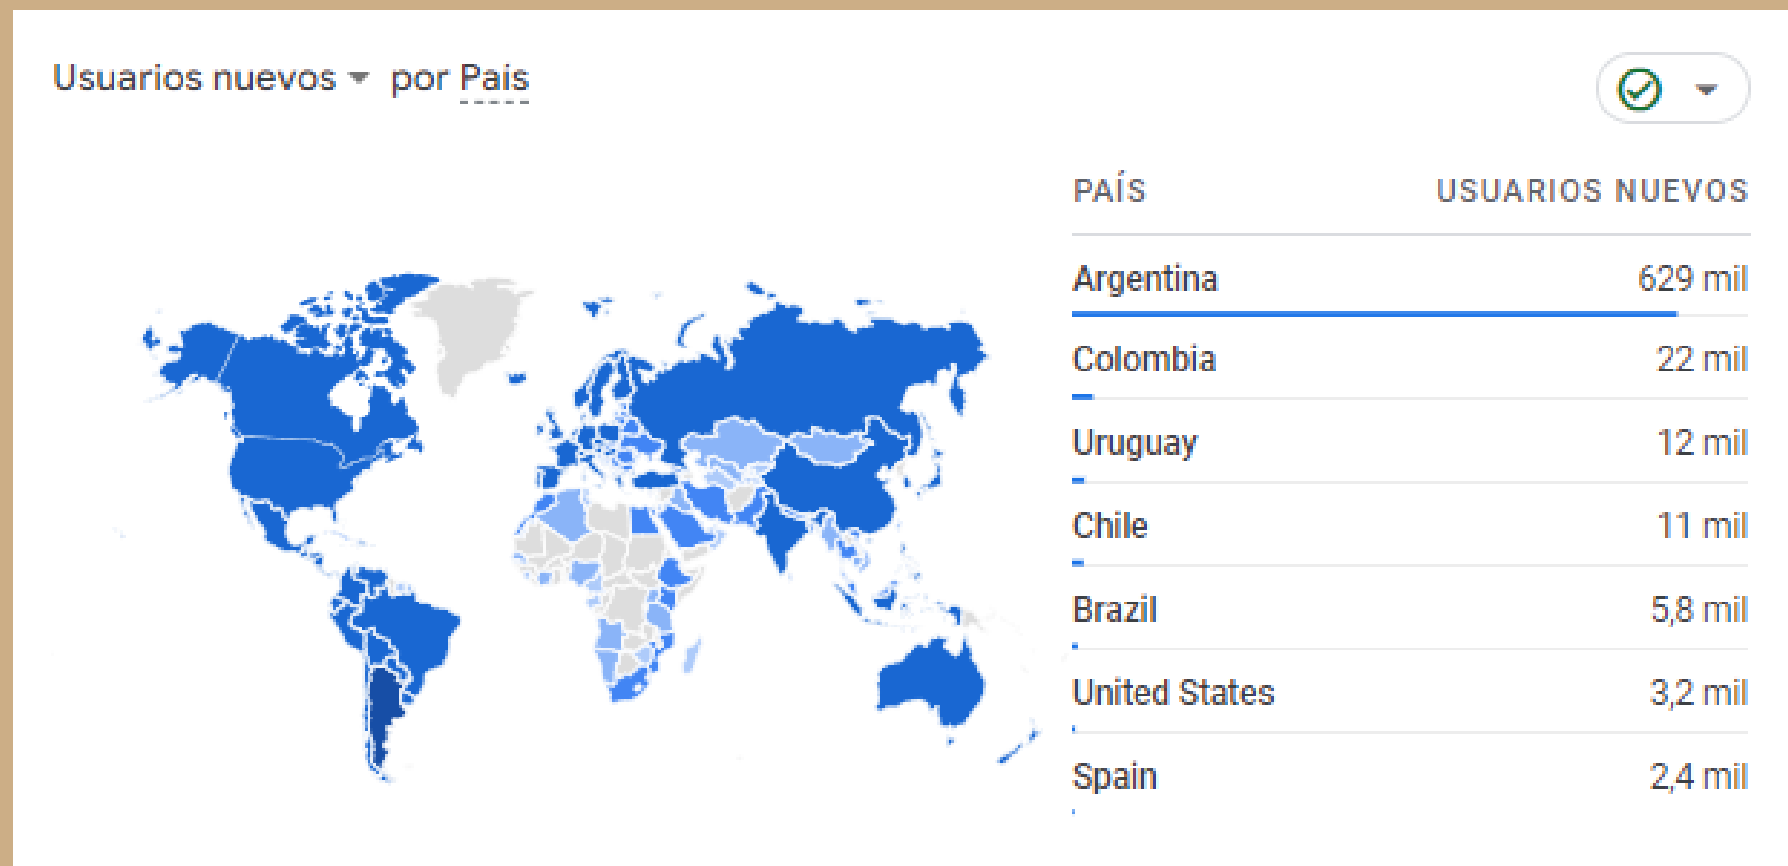 Usuarios nuevos por País
PAÍS USUARIOS NUEVOS
Argentina 629 mil
Colombia 22 mil
Uruguay 12 mil
Chile 11 mil
Brazil 5,8 mil
United States 3,2 mil
Spain 2,4 mil